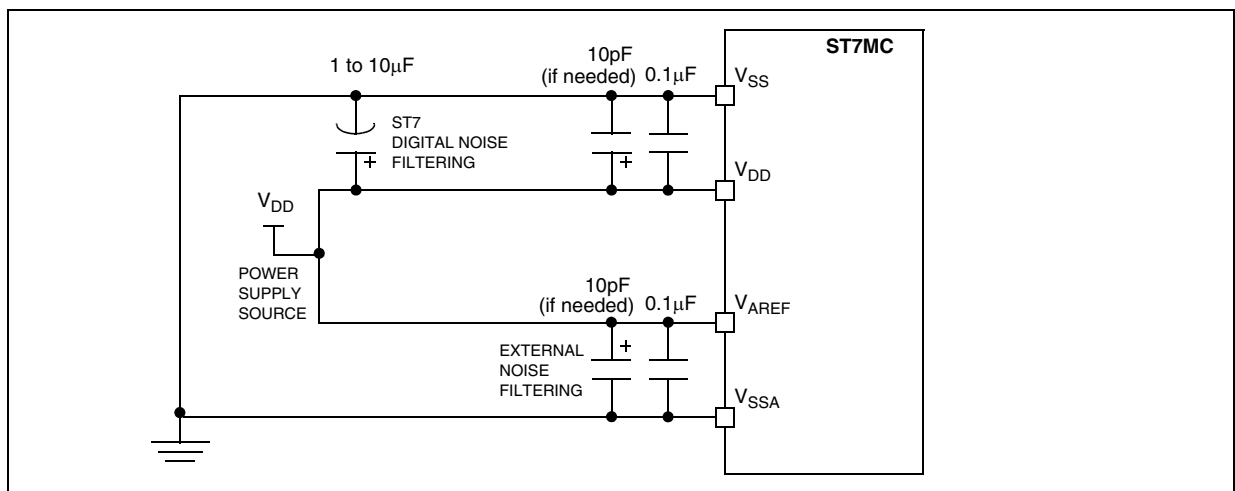 ST7MC
10pF
1 to 10μF
(if needed) 0.1μF
VSS
ST7
DIGITAL NOISE
FILTERING
+
+
VDD
VDD
POWER
SUPPLY
SOURCE
10pF
(if needed) 0.1μF
VAREF
EXTERNAL
NOISE
FILTERING
+
VSSA